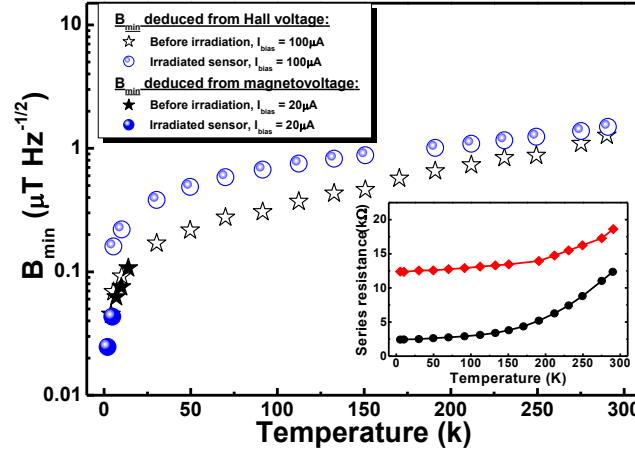 B_min deduced from Hall voltage:
Before irradiation, I_bias = 100µA
Irradiated sensor, I_bias = 100µA
B_min deduced from magnetovoltage:
Before irradiation, I_bias = 20µA
Irradiated sensor, I_bias = 20µA
10
1
0.1
0.01
B_min (µT Hz^-1/2)
0 50 100 150 200 250 300
Temperature (k)
25
20
15
10
5
0
Series resistance(kΩ)
0 50 100 150 200 250 300
Temperature (K)